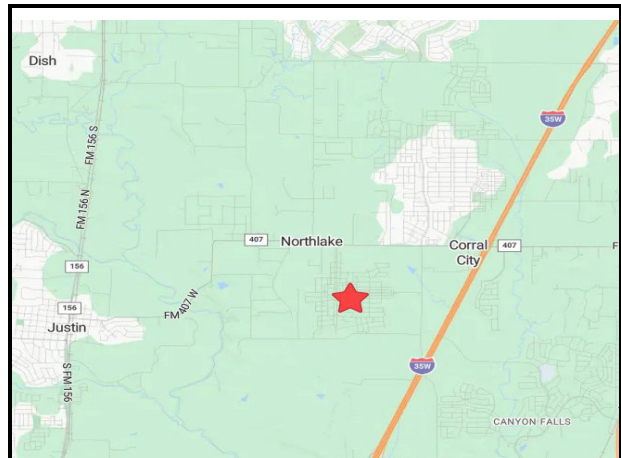 Dish
35W
FM 156 S
FM 156 N
407
Northlake
Corral
City
407
F
156
156
Justin
FM 407 W
S FM 156
35W
CANYON FALLS